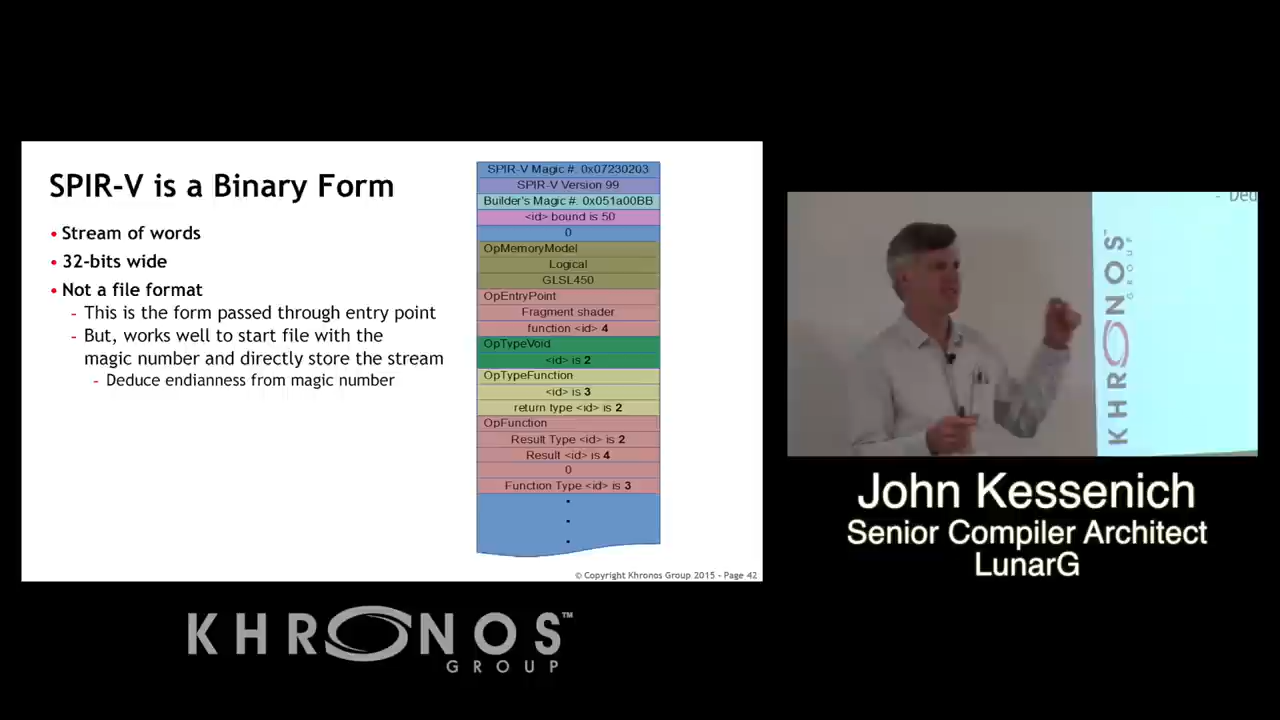 SPIR-V is a Binary Form
• Stream of words
• 32-bits wide
• Not a file format
- This is the form passed through entry point
- But, works well to start file with the
magic number and directly store the stream
- Deduce endianness from magic number
SPIR-V Magic #: 0x07230203
SPIR-V Version 99
Builder's Magic #: 0x051a00BB
<id> bound is 50
0
OpMemoryModel
Logical
GLSL450
OpEntryPoint
Fragment shader
function <id> 4
OpTypeVoid
<id> is 2
OpTypeFunction
<id> is 3
return type <id> is 2
OpFunction
Result Type <id> is 2
Result <id> is 4
0
Function Type <id> is 3
© Copyright Khronos Group 2015 - Page 42
- Ded
KHRONOS™
GROUP
John Kessenich
Senior Compiler Architect
LunarG
KHRONOS™
GROUP